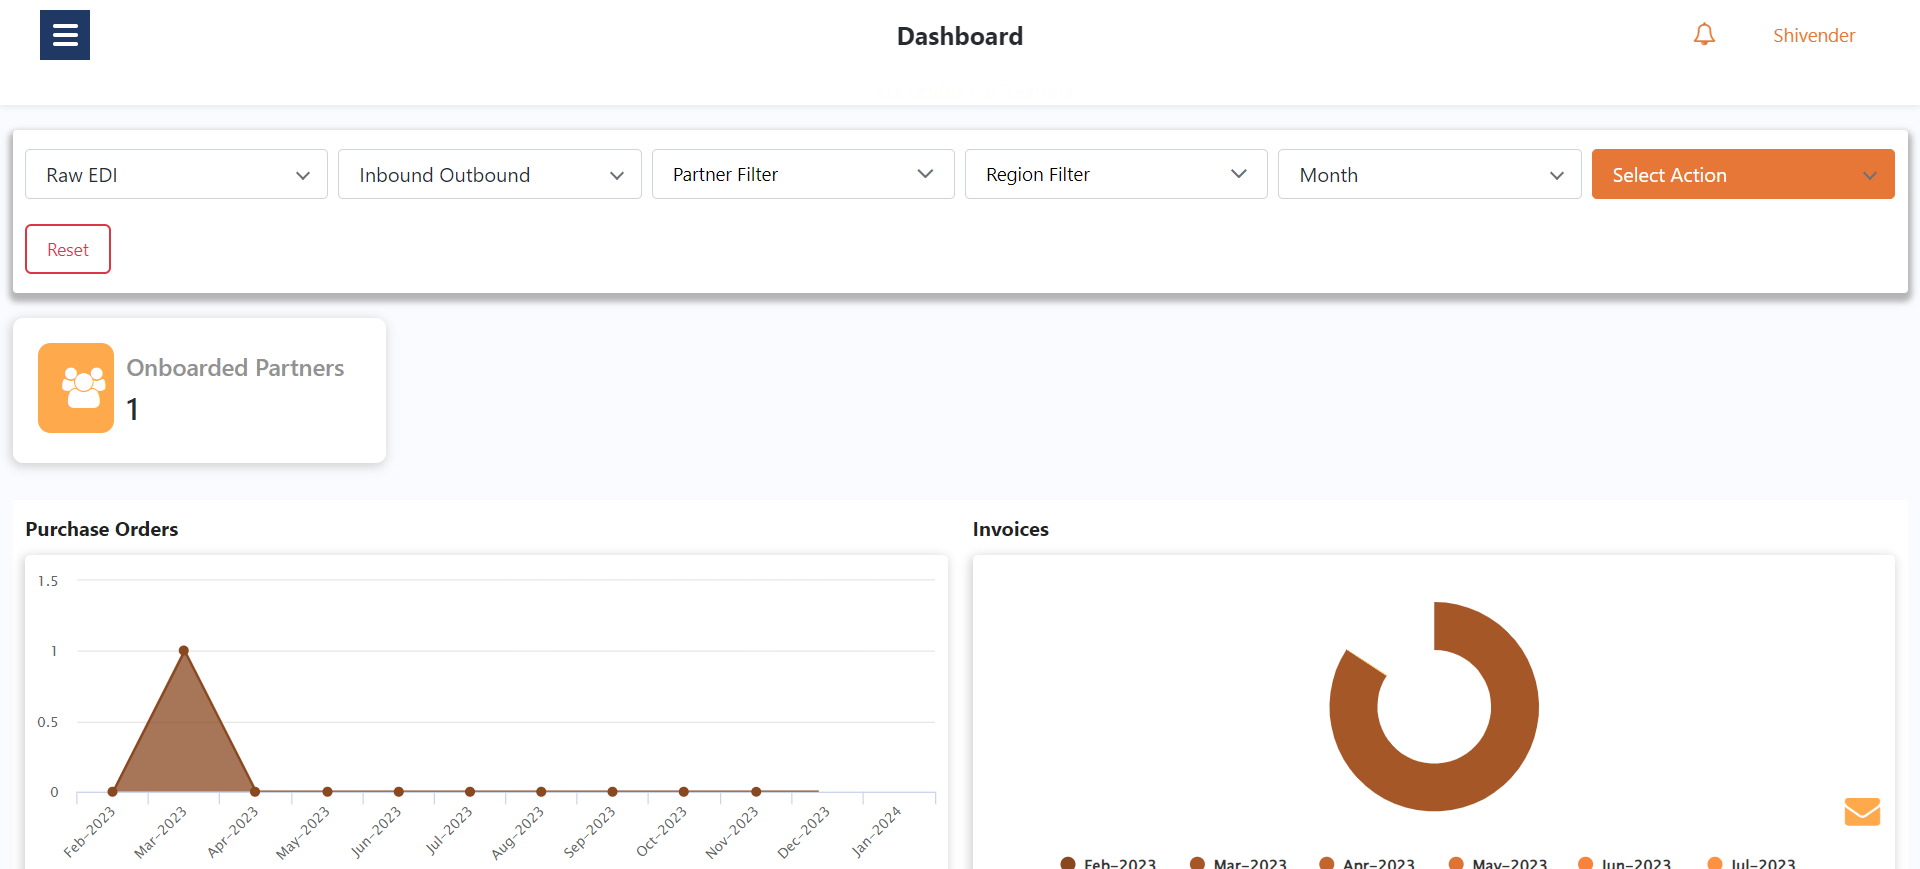 Dashboard
Shivender
Raw EDI
Inbound Outbound
Partner Filter
Region Filter
Month
Select Action
Reset
Onboarded Partners
1
Purchase Orders
1.5
1
0.5
0
Feb-2023
Mar-2023
Apr-2023
May-2023
Jun-2023
Jul-2023
Aug-2023
Sep-2023
Oct-2023
Nov-2023
Dec-2023
Jan-2024
Invoices
Feb-2023
Mar-2023
Apr-2023
May-2023
Jun-2023
Jul-2023